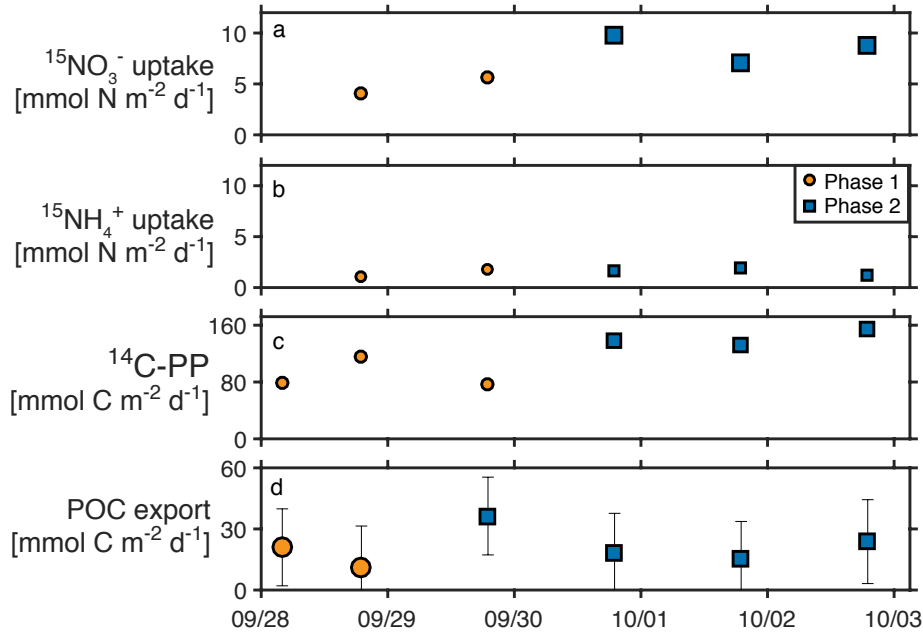 a
¹⁵NO₃⁻ uptake
[mmol N m⁻² d⁻¹]
10
5
0
b
¹⁵NH₄⁺ uptake
[mmol N m⁻² d⁻¹]
10
5
0
Phase 1
Phase 2
c
¹⁴C-PP
[mmol C m⁻² d⁻¹]
160
80
0
d
POC export
[mmol C m⁻² d⁻¹]
60
30
0
09/28 09/29 09/30 10/01 10/02 10/03